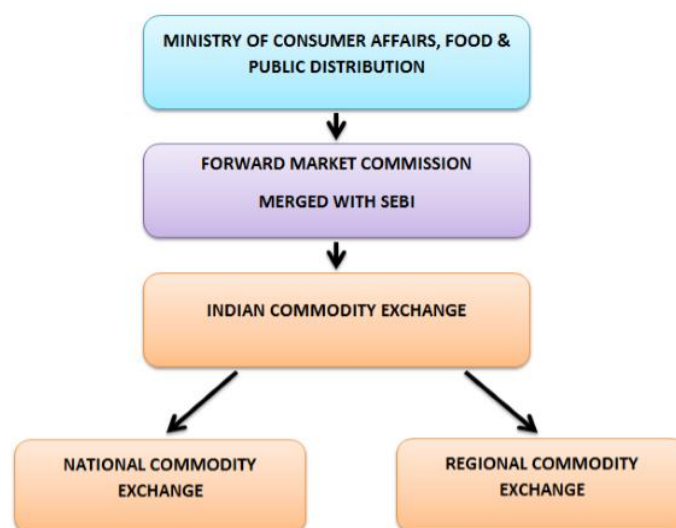 MINISTRY OF CONSUMER AFFAIRS, FOOD &
PUBLIC DISTRIBUTION
FORWARD MARKET COMMISSION
MERGED WITH SEBI
INDIAN COMMODITY EXCHANGE
NATIONAL COMMODITY
EXCHANGE
REGIONAL COMMODITY
EXCHANGE